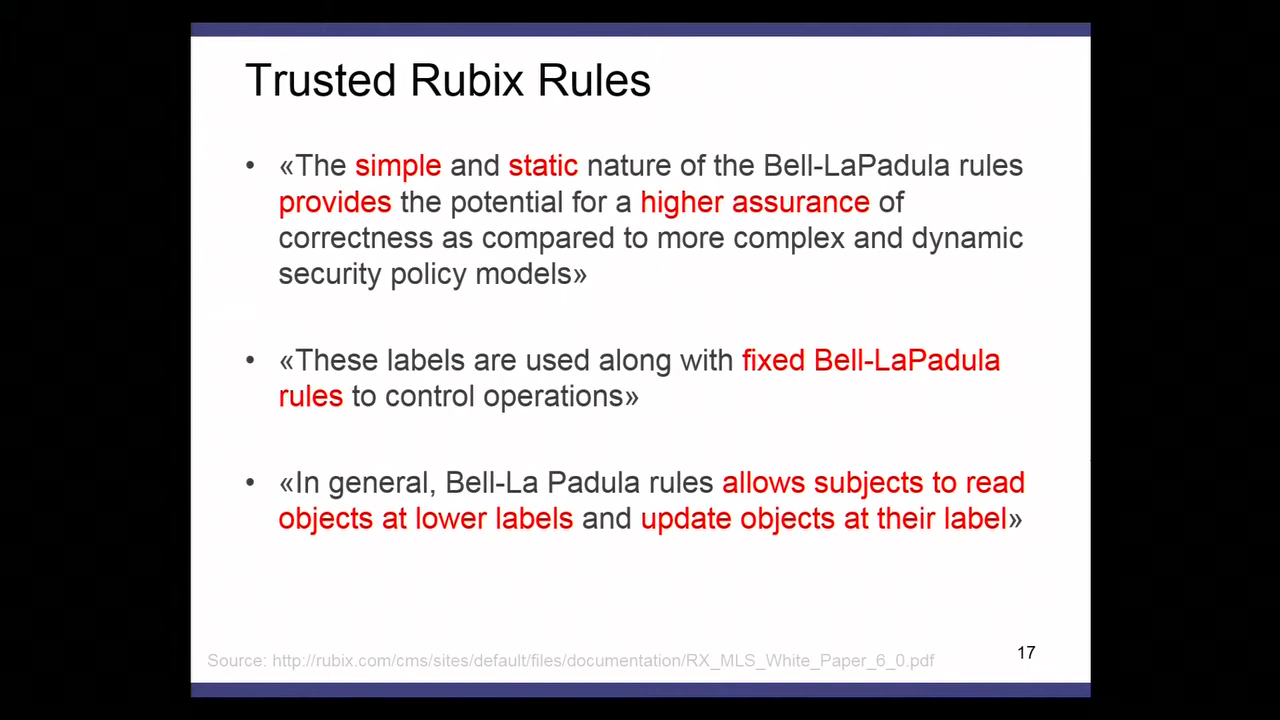 Trusted Rubix Rules
• «The simple and static nature of the Bell-LaPadula rules
provides the potential for a higher assurance of
correctness as compared to more complex and dynamic
security policy models»
• «These labels are used along with fixed Bell-LaPadula
rules to control operations»
• «In general, Bell-La Padula rules allows subjects to read
objects at lower labels and update objects at their label»
Source: http://rubix.com/cms/sites/default/files/documentation/RX_MLS_White_Paper_6_0.pdf
17